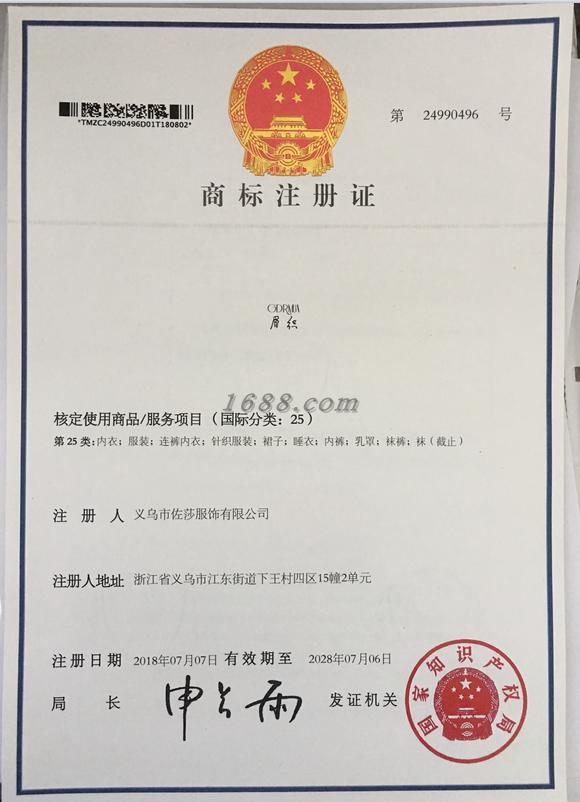 第 24990496 号
*TMZC24990496D01T180802*
商标注册证
眉织
1688.com
核定使用商品/服务项目（国际分类：25）
第25类：内衣；服装；连裤内衣；针织服装；裙子；睡衣；内裤；乳罩；袜裤；袜（截止）
注册人 义乌市佐莎服饰有限公司
注册人地址 浙江省义乌市江东街道下王村四区15幢2单元
注册日期 2018年07月07日 有效期至 2028年07月06日
局长 申长雨 发证机关
国家知识产权局